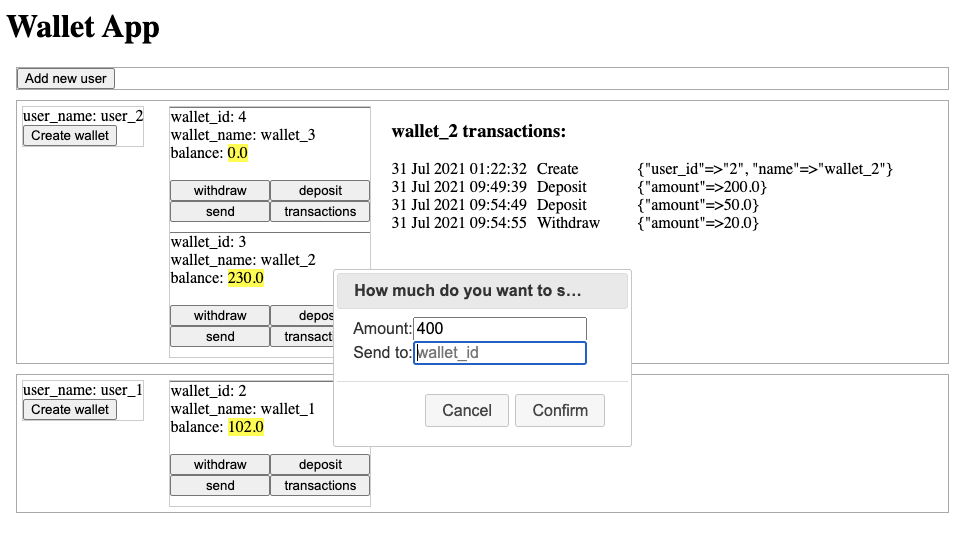 Wallet App
Add new user
user_name: user_2
Create wallet
wallet_id: 4
wallet_name: wallet_3
balance: 0.0
withdraw deposit
send transactions
wallet_id: 3
wallet_name: wallet_2
balance: 230.0
withdraw depos
send transact
wallet_2 transactions:
31 Jul 2021 01:22:32 Create {"user_id"=>"2", "name"=>"wallet_2"}
31 Jul 2021 09:49:39 Deposit {"amount"=>200.0}
31 Jul 2021 09:54:49 Deposit {"amount"=>50.0}
31 Jul 2021 09:54:55 Withdraw {"amount"=>20.0}
How much do you want to s...
Amount: 400
Send to: wallet_id
Cancel Confirm
user_name: user_1
Create wallet
wallet_id: 2
wallet_name: wallet_1
balance: 102.0
withdraw deposit
send transactions